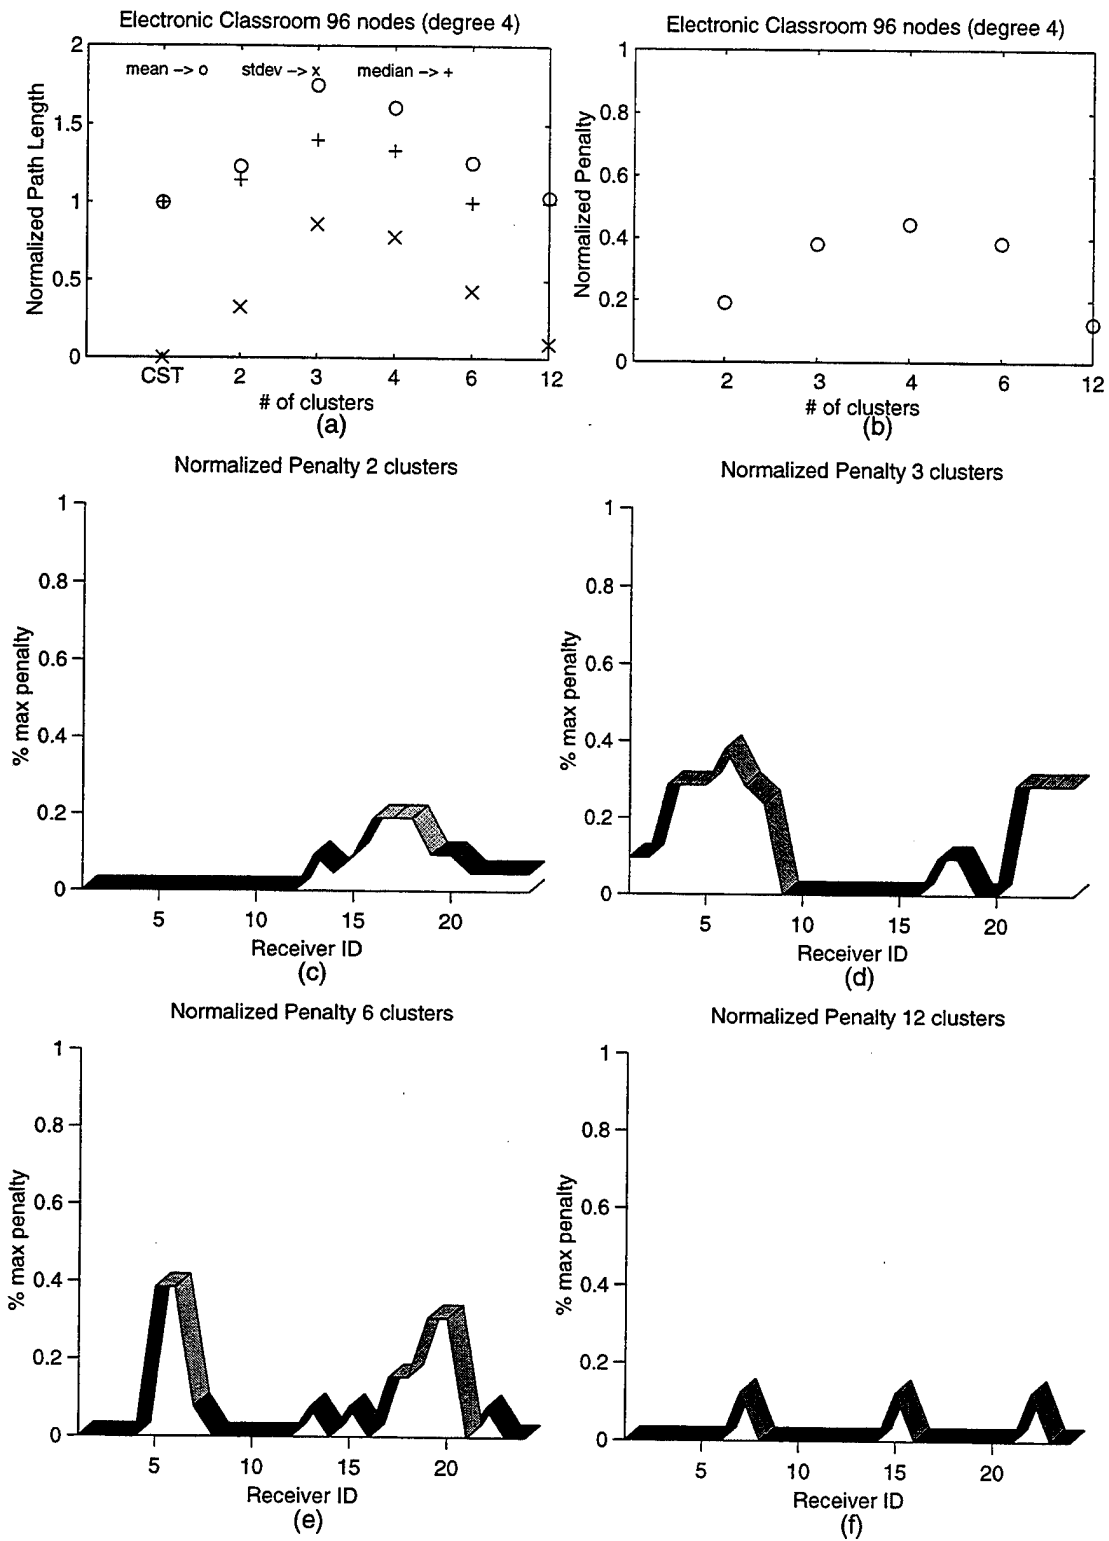 Electronic Classroom 96 nodes (degree 4)
2
mean -> o stdev -> x median -> +
1.5
1
0.5
0
Normalized Path Length
CST 2 3 4 6 12
# of clusters
(a)
Electronic Classroom 96 nodes (degree 4)
1
0.8
0.6
0.4
0.2
0
Normalized Penalty
2 3 4 6 12
# of clusters
(b)
Normalized Penalty 2 clusters
1
0.8
0.6
0.4
0.2
0
% max penalty
5 10 15 20
Receiver ID
(c)
Normalized Penalty 3 clusters
1
0.8
0.6
0.4
0.2
0
% max penalty
5 10 15 20
Receiver ID
(d)
Normalized Penalty 6 clusters
1
0.8
0.6
0.4
0.2
0
% max penalty
5 10 15 20
Receiver ID
(e)
Normalized Penalty 12 clusters
1
0.8
0.6
0.4
0.2
0
% max penalty
5 10 15 20
Receiver ID
(f)